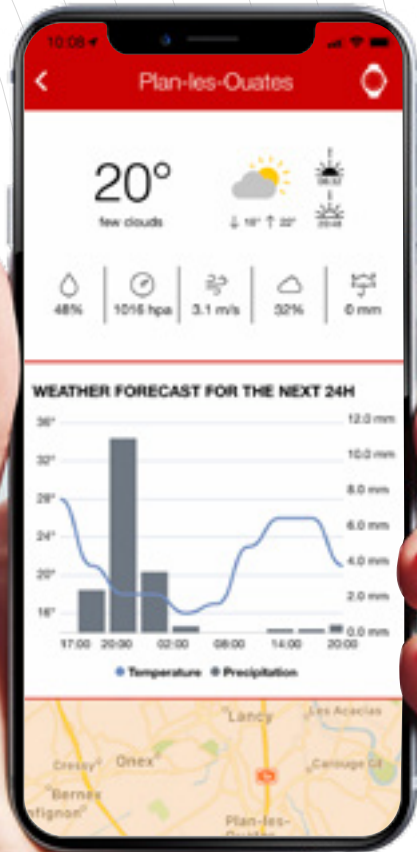 10:08
Plan-les-Ouates
20°
few clouds
22°
48%
1016 hpa
3.1 m/s
32%
0 mm
WEATHER FORECAST FOR THE NEXT 24H
36°
32°
28°
24°
20°
16°
12.0 mm
10.0 mm
8.0 mm
6.0 mm
4.0 mm
2.0 mm
0.0 mm
17:00 20:00 02:00 08:00 14:00 20:00
Temperature Precipitation
Lancy
Les Acacias
Cressy
Onex
Carouge GE
Bernex
Plan-les-